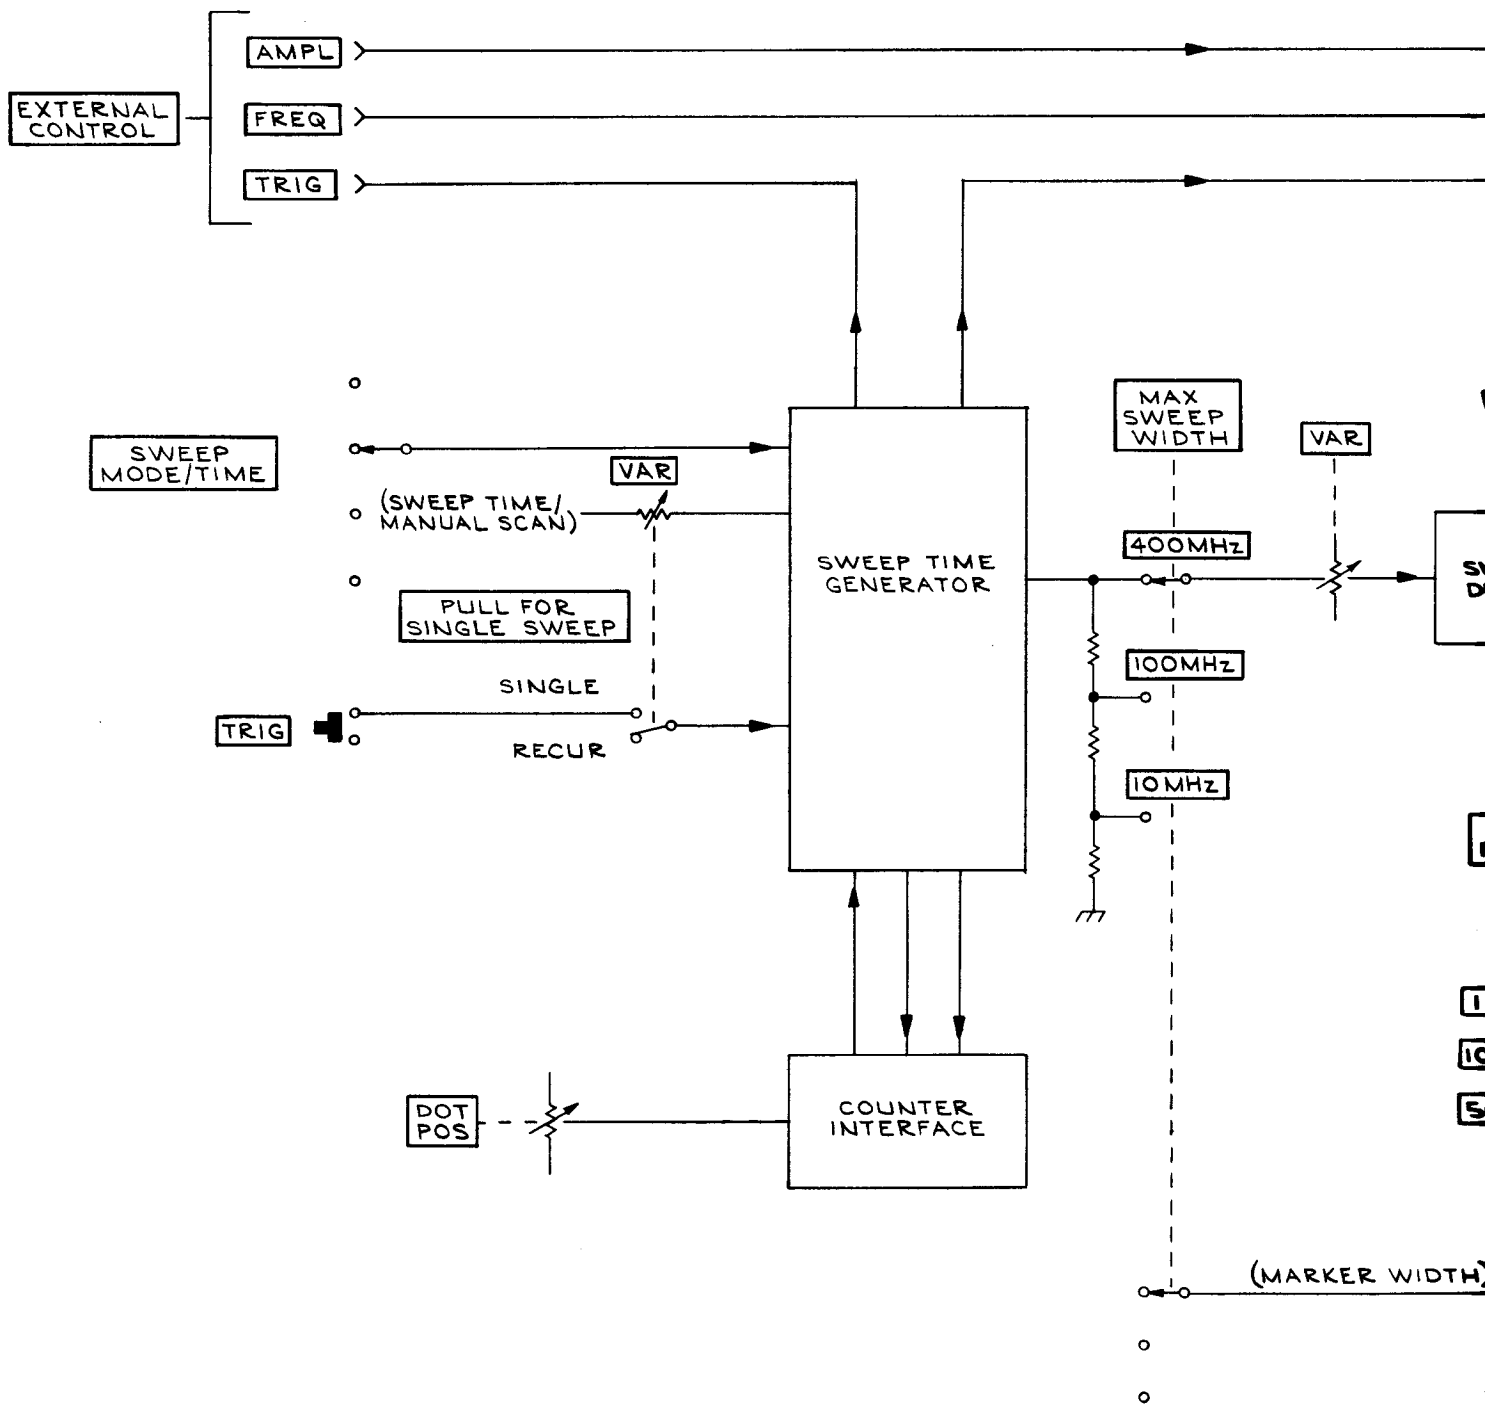 AMPL
EXTERNAL
CONTROL
FREQ
TRIG
MAX
SWEEP
WIDTH
VAR
SWEEP
MODE/TIME
VAR
(SWEEP TIME/
MANUAL SCAN)
400MHz
SWEEP TIME
GENERATOR
PULL FOR
SINGLE SWEEP
100MHz
SINGLE
TRIG
RECUR
10MHz
DOT
POS
COUNTER
INTERFACE
(MARKER WIDTH)